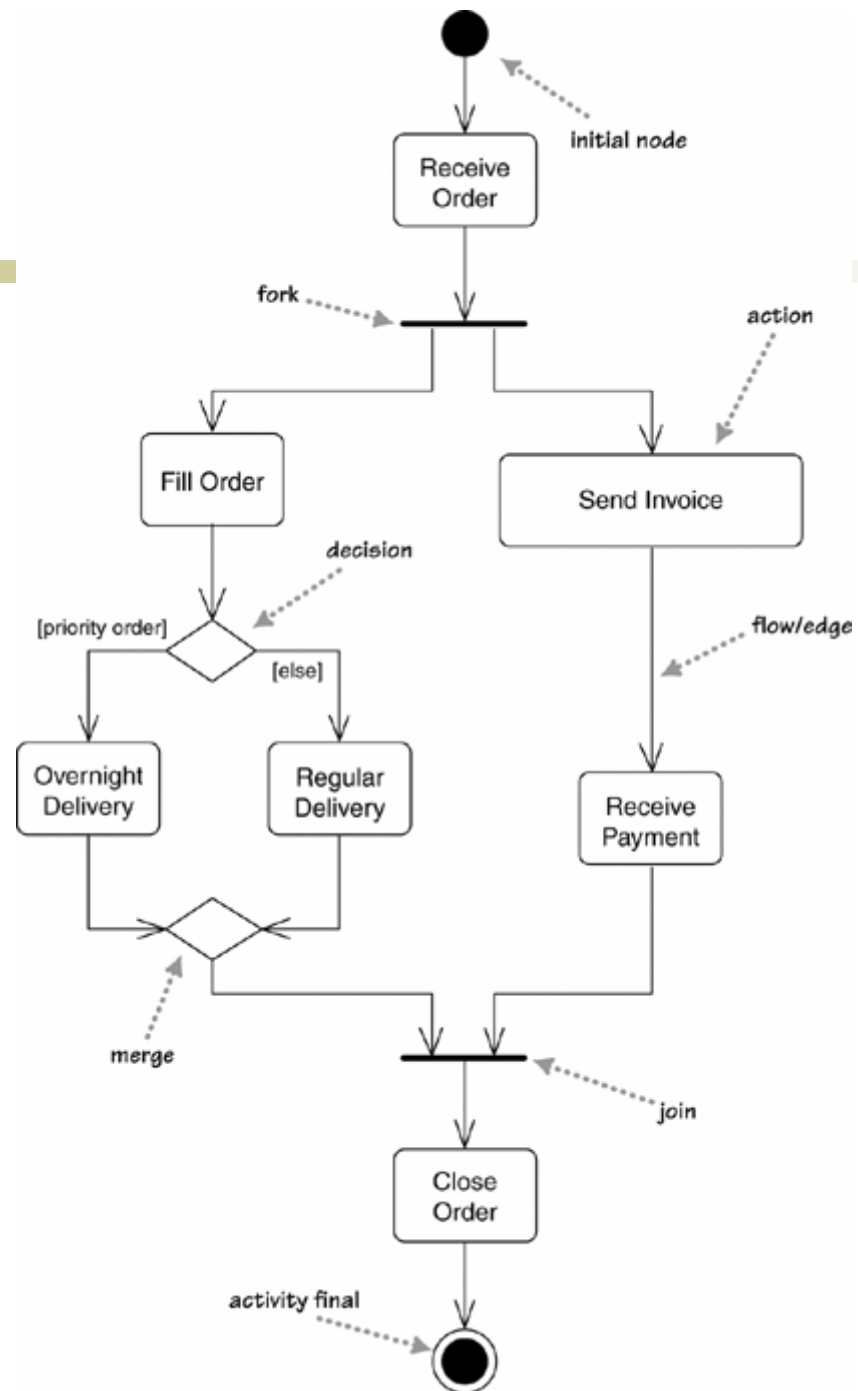 initial node
Receive
Order
fork
action
Fill Order
Send Invoice
decision
[priority order]
[else]
flow/edge
Overnight
Delivery
Regular
Delivery
Receive
Payment
merge
join
Close
Order
activity final